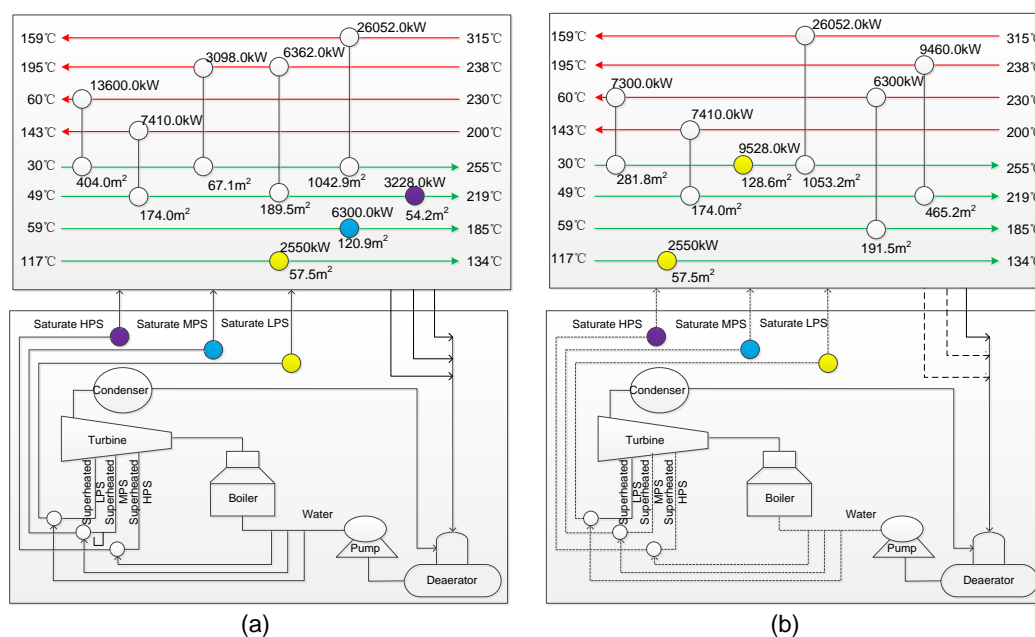 26052.0kW
159℃ 315℃
3098.0kW 6362.0kW
195℃ 238℃
13600.0kW
60℃ 230℃
7410.0kW
143℃ 200℃
30℃ 255℃
404.0m² 67.1m² 1042.9m² 3228.0kW
49℃ 219℃
174.0m² 189.5m² 54.2m²
6300.0kW
59℃ 185℃
120.9m²
2550kW
117℃ 134℃
57.5m²
Saturate HPS Saturate MPS Saturate LPS
Condenser
Turbine
Superheated LPS
Superheated MPS
Superheated HPS
Boiler
Water
Pump
Deaerator
(a)
26052.0kW
159℃ 315℃
9460.0kW
195℃ 238℃
7300.0kW 6300kW
60℃ 230℃
7410.0kW
143℃ 200℃
9528.0kW
30℃ 255℃
281.8m² 128.6m² 1053.2m²
49℃ 219℃
174.0m² 465.2m²
59℃ 185℃
191.5m²
2550kW
117℃ 134℃
57.5m²
Saturate HPS Saturate MPS Saturate LPS
Condenser
Turbine
Superheated LPS
Superheated MPS
Superheated HPS
Boiler
Water
Pump
Deaerator
(b)